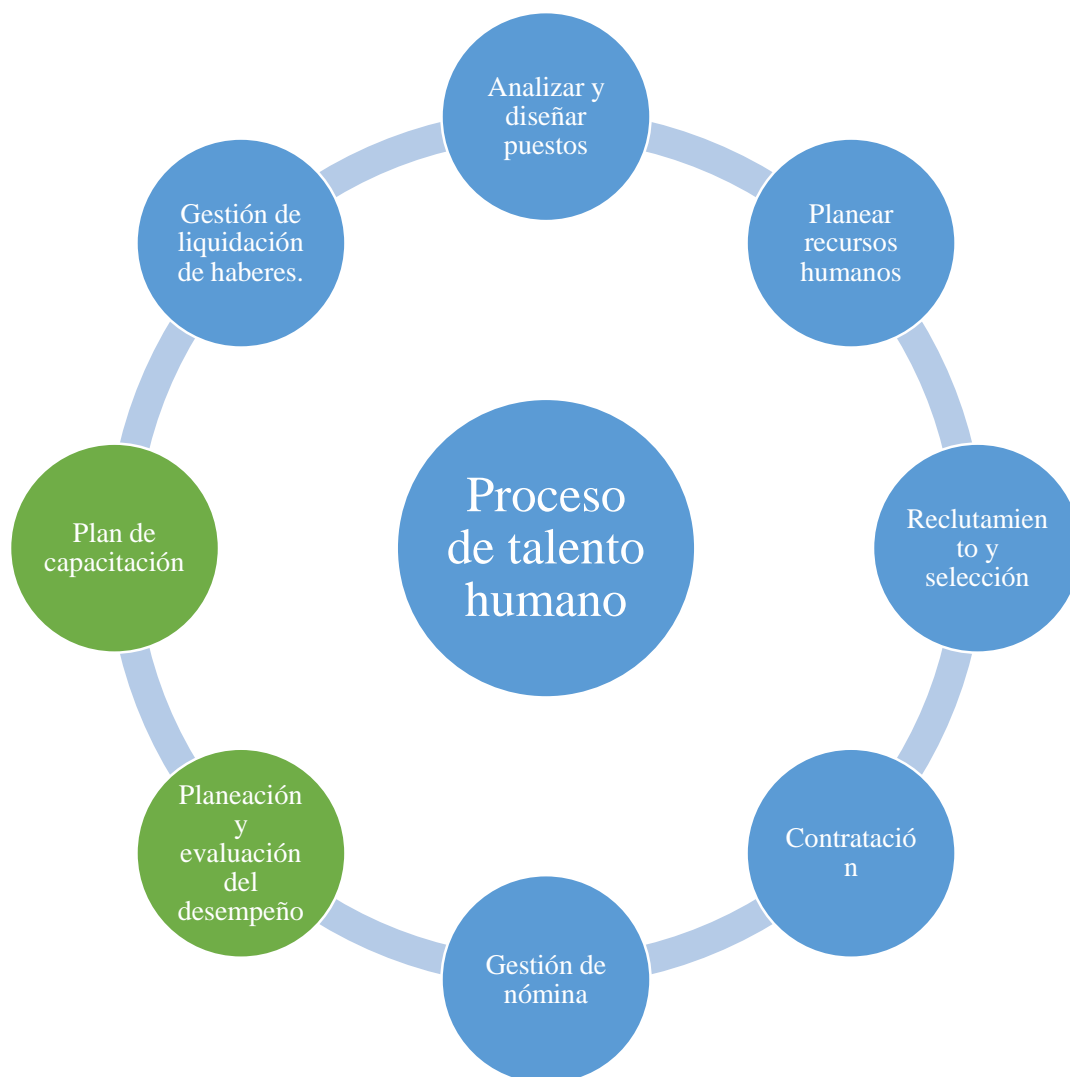 Analizar y
diseñar
puestos
Planear
recursos
humanos
Reclutamien
to y
selección
Contratació
n
Gestión de
nómina
Planeación
y
evaluación
del
desempeño
Plan de
capacitación
Gestión de
liquidación
de haberes.
Proceso
de talento
humano